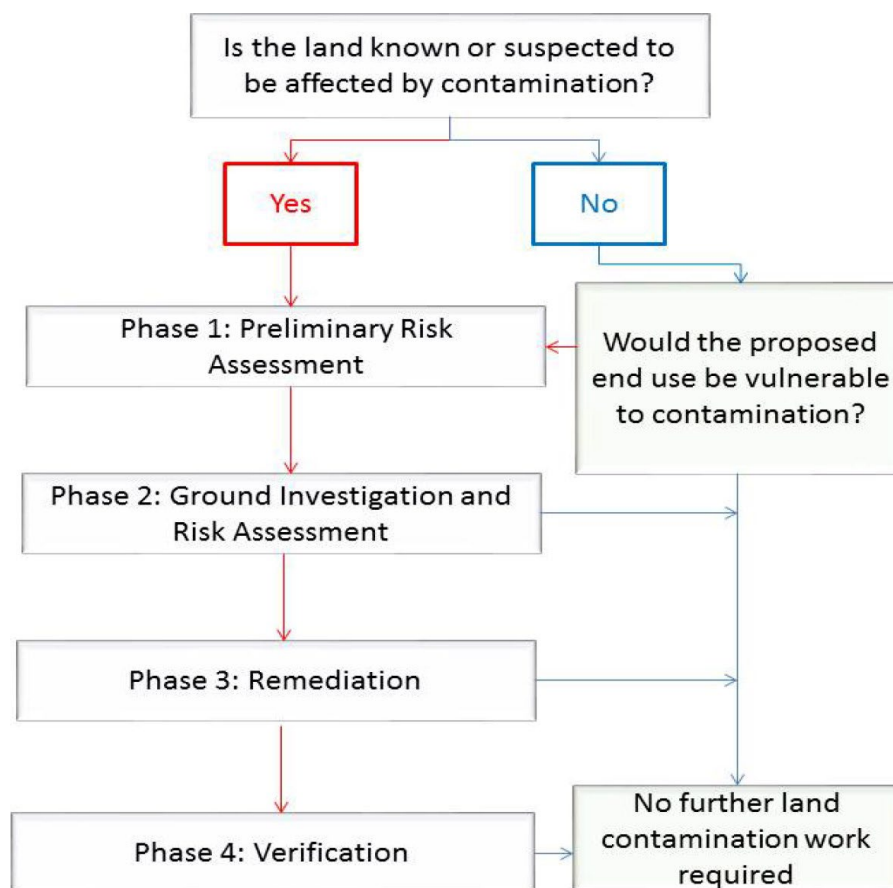 Is the land known or suspected to
be affected by contamination?
Yes
No
Phase 1: Preliminary Risk
Assessment
Would the proposed
end use be vulnerable
to contamination?
Phase 2: Ground Investigation and
Risk Assessment
Phase 3: Remediation
Phase 4: Verification
No further land
contamination work
required